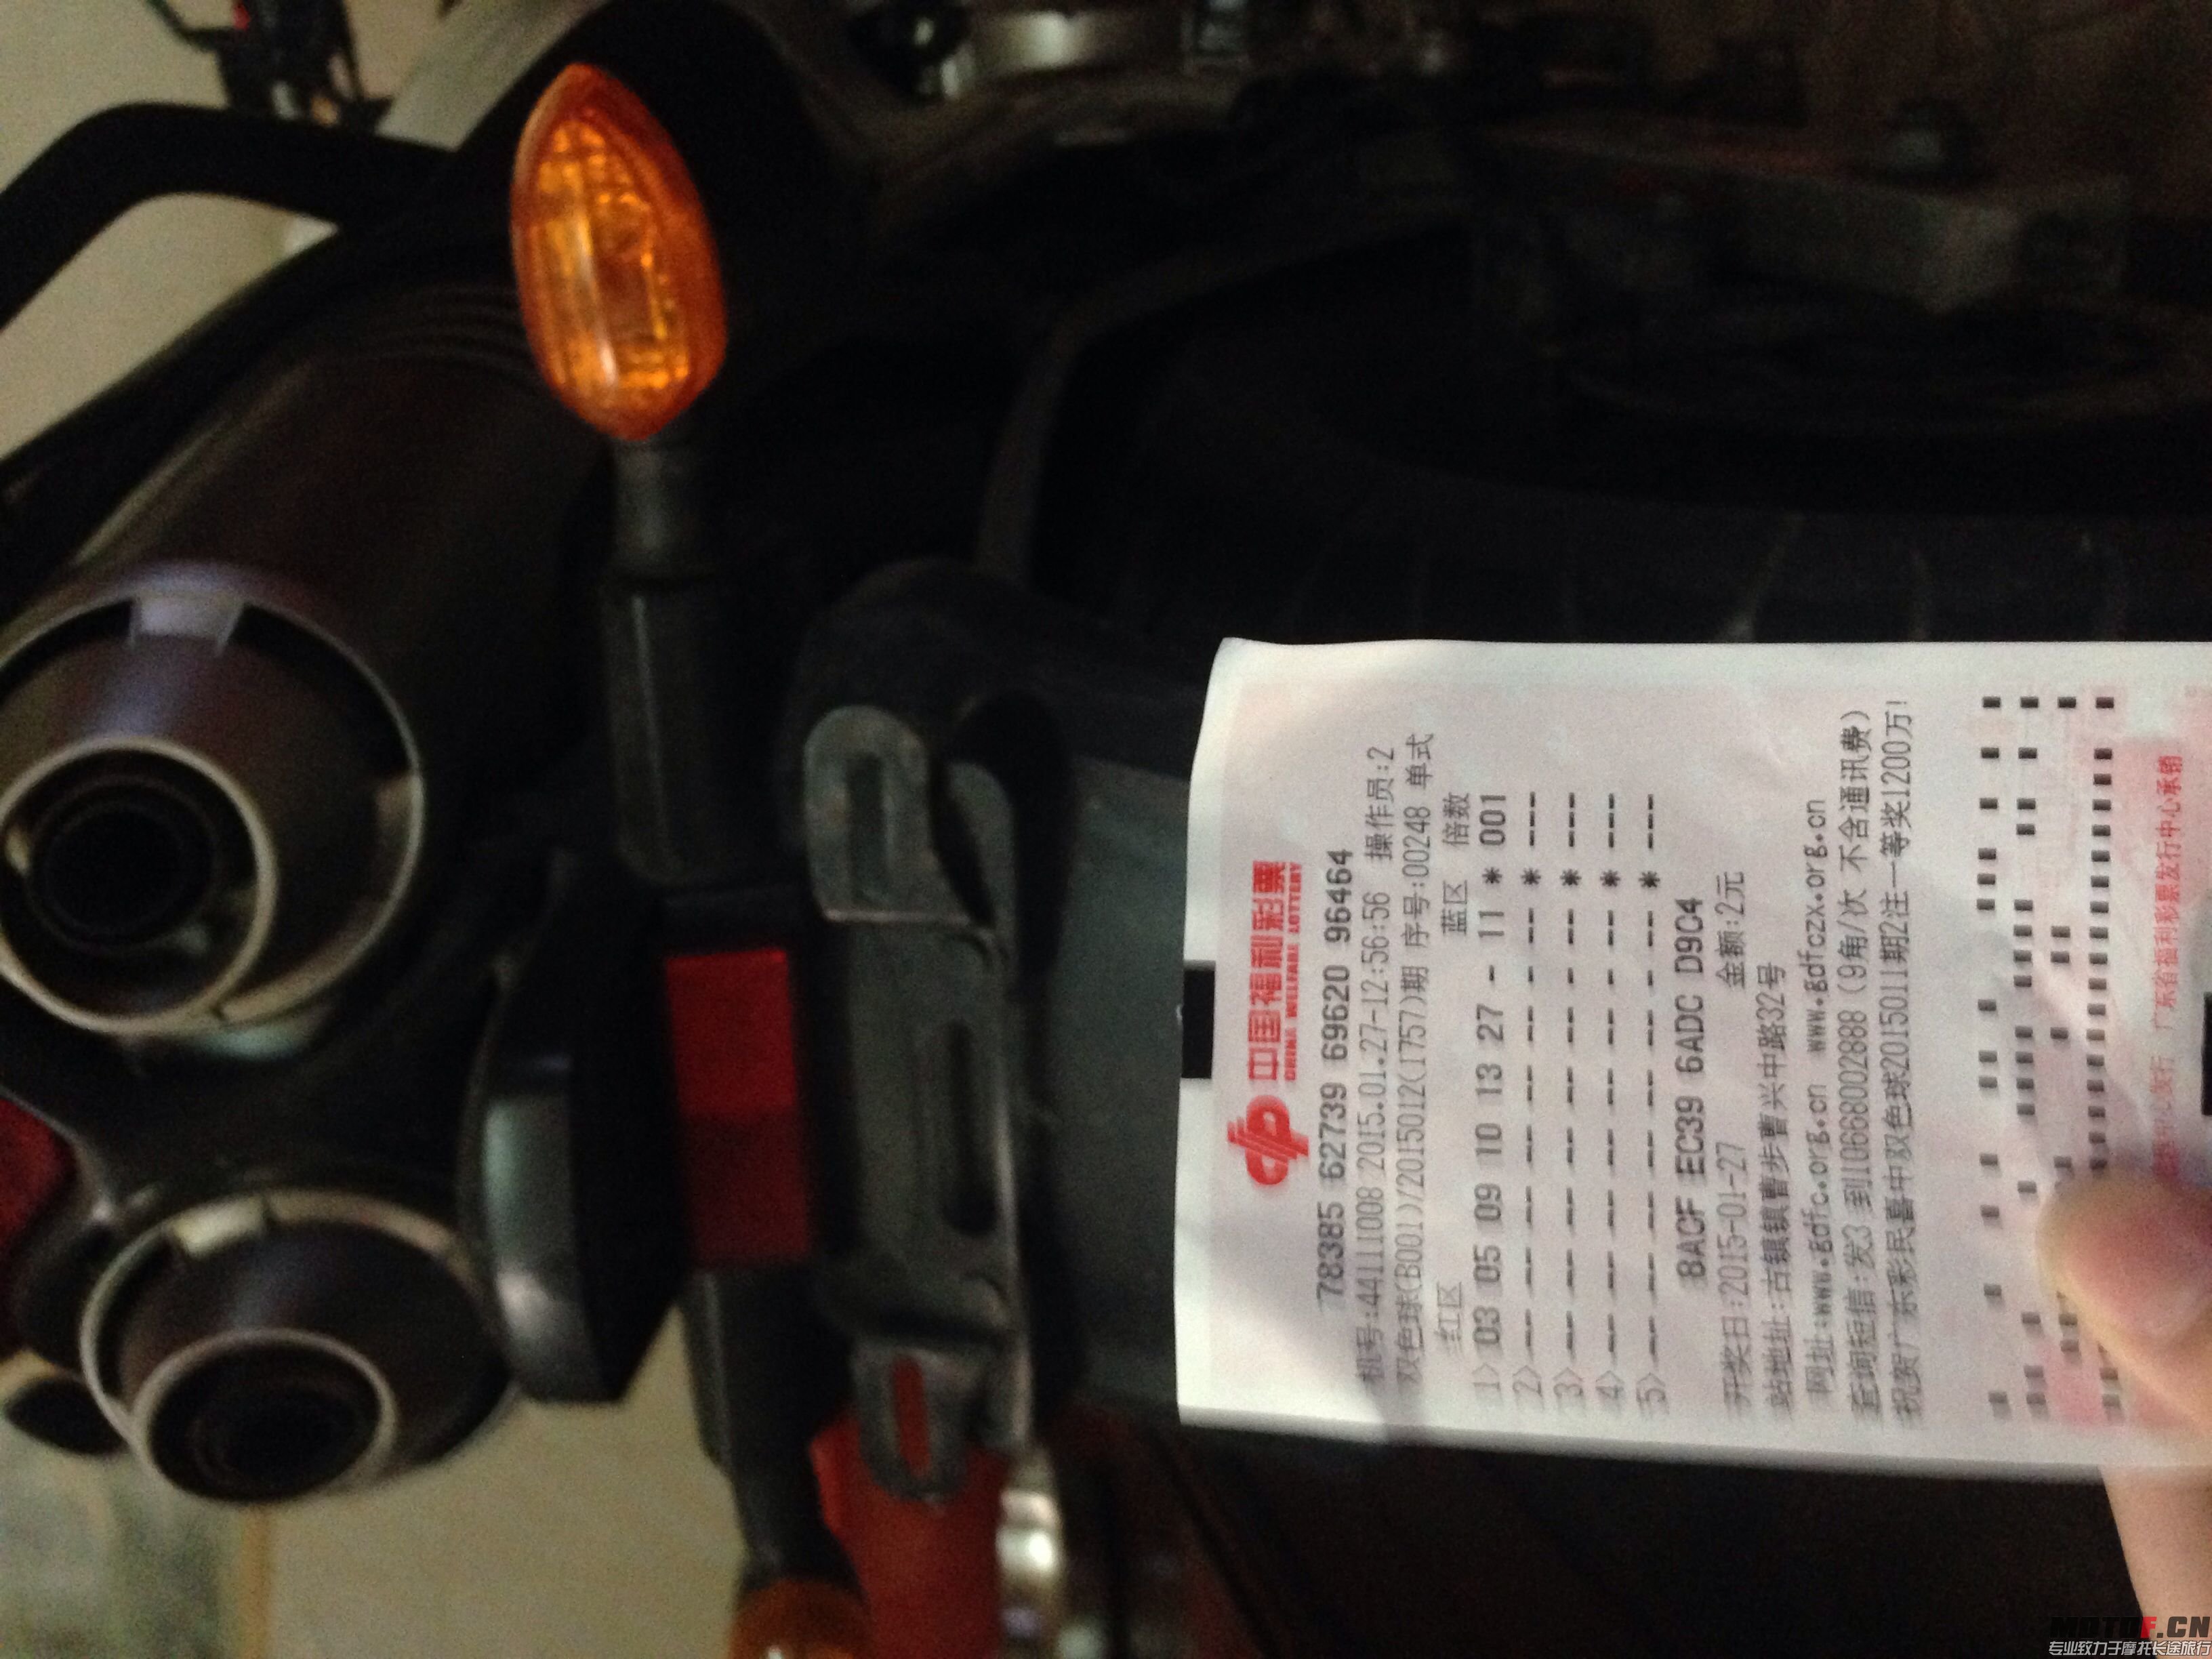 中国福利彩票
CHINA WELFARE LOTTERY
78385 62739 69620 96464
机号:44111008 2015.01.27-12:56:56 操作员:2
双色球(B001)/2015012(1757)期 序号:00248 单式
红区 蓝区 倍数
1> 03 05 09 10 13 27 - 11 * 001
2> -- -- -- -- -- -- - -- * ---
3> -- -- -- -- -- -- - -- * ---
4> -- -- -- -- -- -- - -- * ---
5> -- -- -- -- -- -- - -- * ---
8ACF EC39 6ADC D9C4
开奖日:2015-01-27 金额:2元
站地址:古镇镇曹步曹兴中路32号
网址:www.gdfc.org.cn www.gdfczx.org.cn
查询短信:发3 到10668002888 (9角/次 不含通讯费)
祝贺广东彩民喜中双色球2015011期2注一等奖1200万!
发行 广东省福利彩票发行中心承销
MOTOF.CN
专业致力于摩托长途旅行